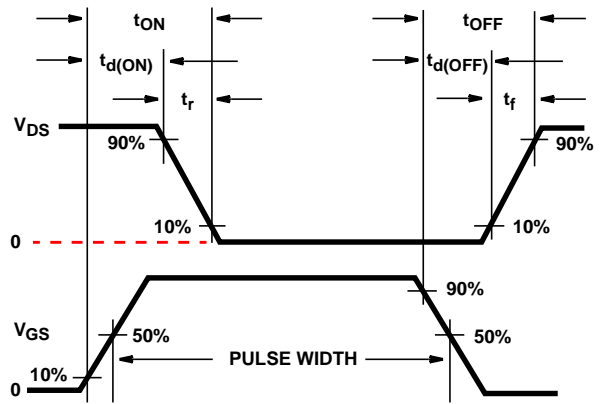 tON tOFF
td(ON) td(OFF)
tr tf
VDS
90% 90%
10% 10%
0
90%
VGS 50% 50%
PULSE WIDTH
10%
0